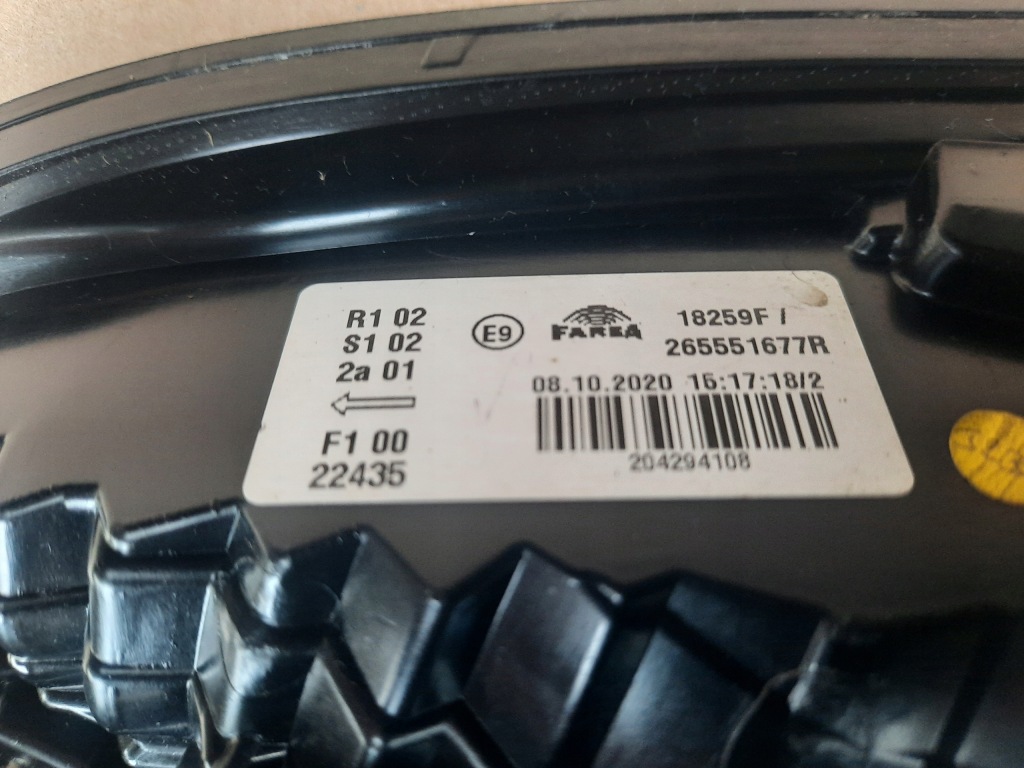 R1 02
S1 02
2a 01
F1 00
22435
E9
FARBA
18259F /
265551677R
08.10.2020 15:17:18/2
204294108